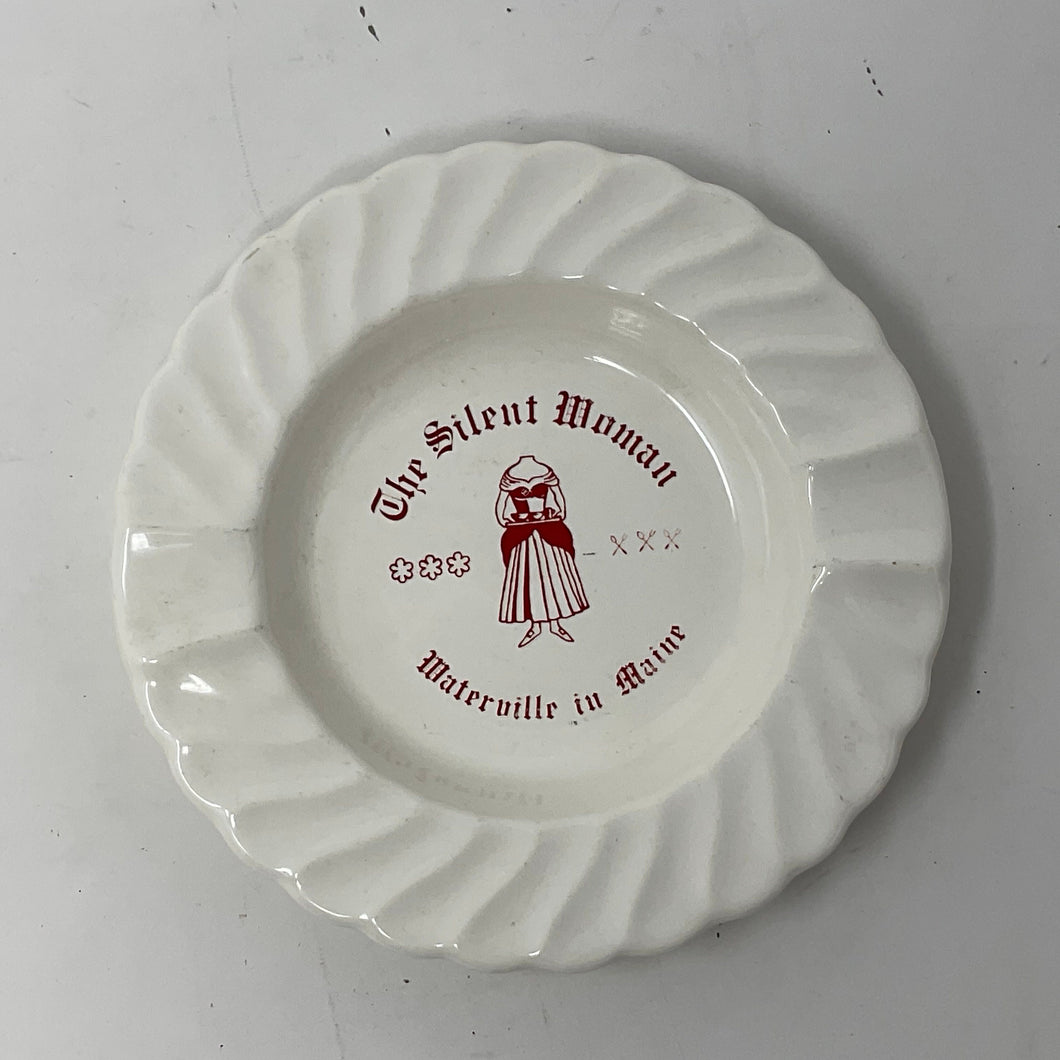 The Silent Woman
Waterville in Maine